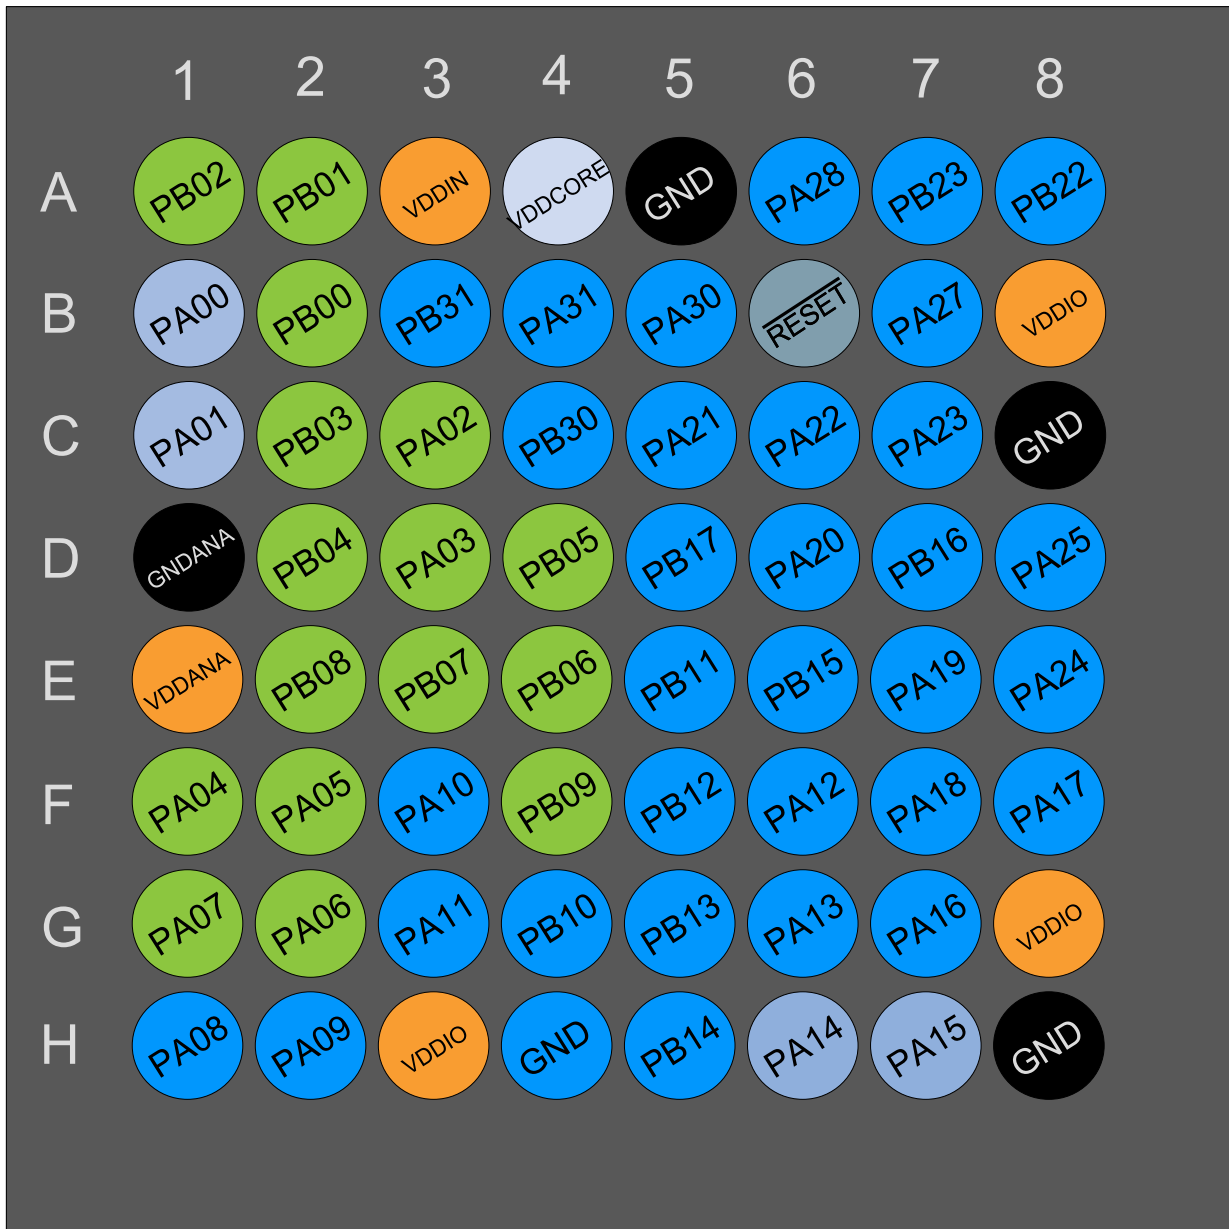 1 2 3 4 5 6 7 8
A PB02 PB01 VDDIN VDDCORE GND PA28 PB23 PB22
B PA00 PB00 PB31 PA31 PA30 RESET PA27 VDDIO
C PA01 PB03 PA02 PB30 PA21 PA22 PA23 GND
D GNDANA PB04 PA03 PB05 PB17 PA20 PB16 PA25
E VDDANA PB08 PB07 PB06 PB11 PB15 PA19 PA24
F PA04 PA05 PA10 PB09 PB12 PA12 PA18 PA17
G PA07 PA06 PA11 PB10 PB13 PA13 PA16 VDDIO
H PA08 PA09 VDDIO GND PB14 PA14 PA15 GND